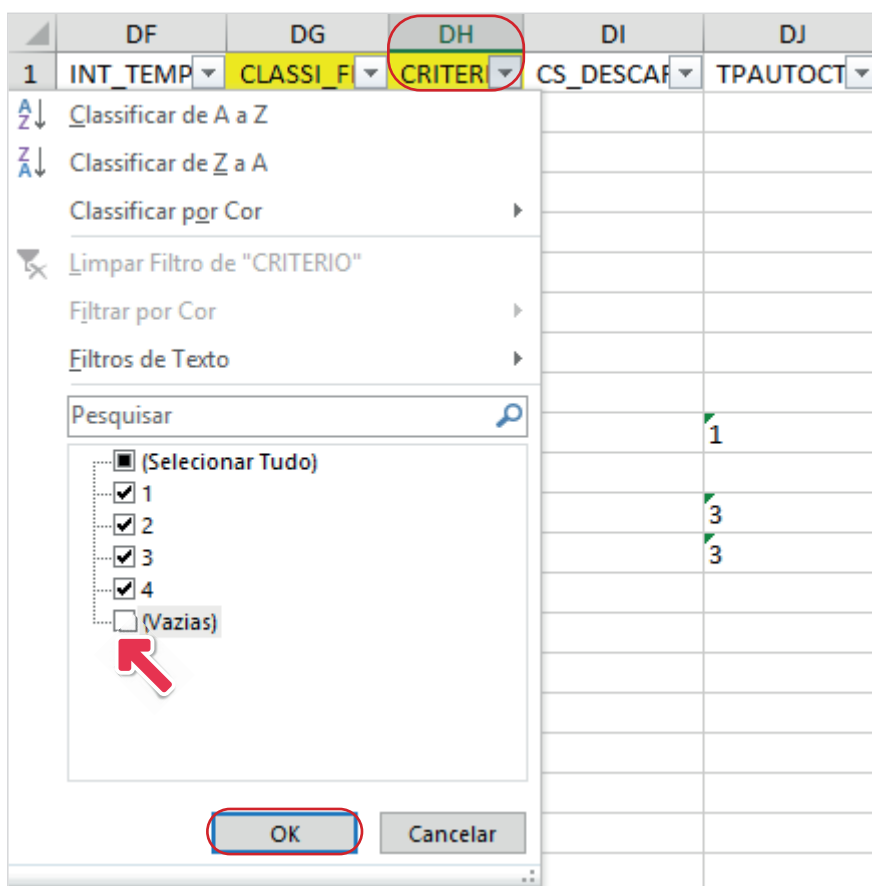 DF DG DH DI DJ
1 INT_TEMP CLASSI_FI CRITERI CS_DESCAR TPAUTOCT
Classificar de A a Z
Classificar de Z a A
Classificar por Cor
Limpar Filtro de "CRITERIO"
Filtrar por Cor
Filtros de Texto
Pesquisar
(Selecionar Tudo)
1
2
3
4
(Vazias)
OK Cancelar
1
3
3